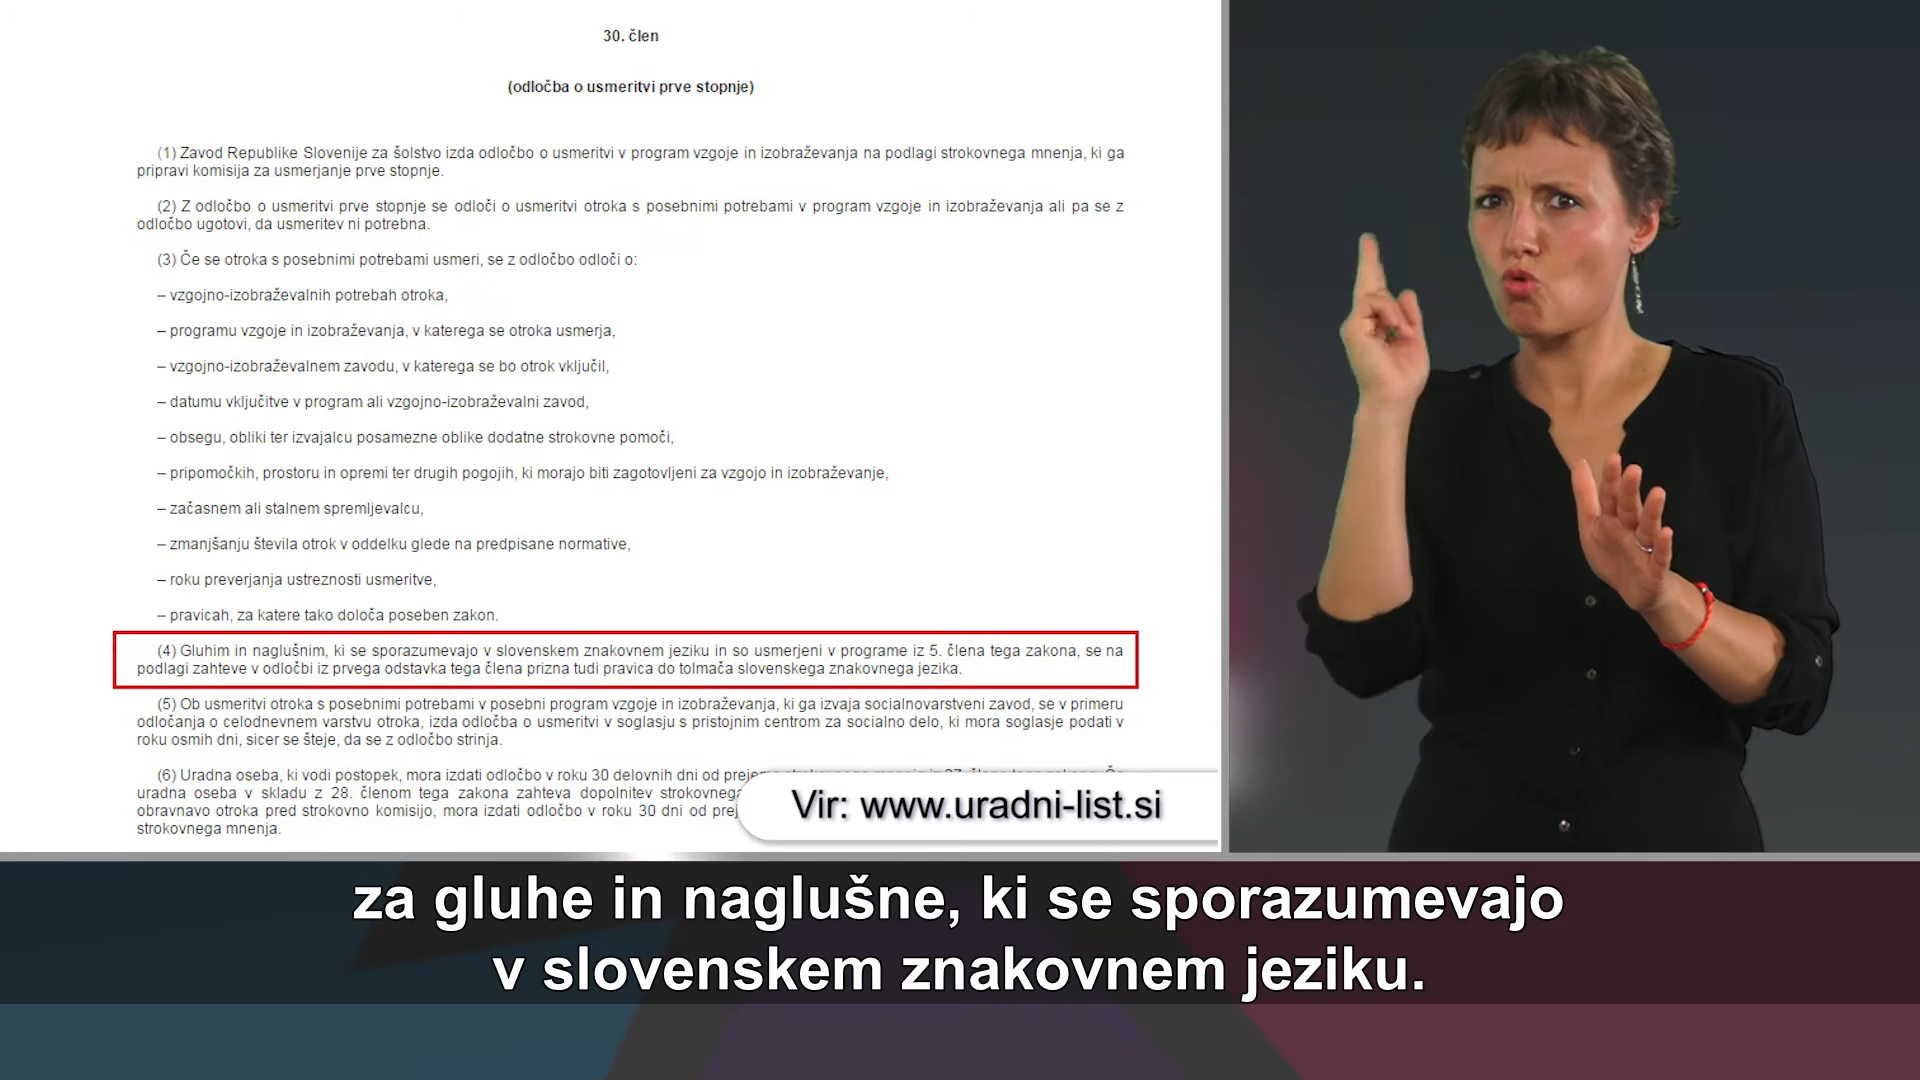 30. člen
(odločba o usmeritvi prve stopnje)
(1) Zavod Republike Slovenije za šolstvo izda odločbo o usmeritvi v program vzgoje in izobraževanja na podlagi strokovnega mnenja, ki ga
pripravi komisija za usmerjanje prve stopnje.
(2) Z odločbo o usmeritvi prve stopnje se odloči o usmeritvi otroka s posebnimi potrebami v program vzgoje in izobraževanja ali pa se z
odločbo ugotovi, da usmeritev ni potrebna.
(3) Če se otroka s posebnimi potrebami usmeri, se z odločbo odloči o:
– vzgojno-izobraževalnih potrebah otroka,
– programu vzgoje in izobraževanja, v katerega se otroka usmerja,
– vzgojno-izobraževalnem zavodu, v katerega se bo otrok vključil,
– datumu vključitve v program ali vzgojno-izobraževalni zavod,
– obsegu, obliki ter izvajalcu posamezne oblike dodatne strokovne pomoči,
– pripomočkih, prostoru in opremi ter drugih pogojih, ki morajo biti zagotovljeni za vzgojo in izobraževanje,
– začasnem ali stalnem spremljevalcu,
– zmanjšanju števila otrok v oddelku glede na predpisane normative,
– roku preverjanja ustreznosti usmeritve,
– pravicah, za katere tako določa poseben zakon.
(4) Gluhim in naglušnim, ki se sporazumevajo v slovenskem znakovnem jeziku in so usmerjeni v programe iz 5. člena tega zakona, se na
podlagi zahteve v odločbi iz prvega odstavka tega člena prizna tudi pravica do tolmača slovenskega znakovnega jezika.
(5) Ob usmeritvi otroka s posebnimi potrebami v posebni program vzgoje in izobraževanja, ki ga izvaja socialnovarstveni zavod, se v primeru
odločanja o celodnevnem varstvu otroka, izda odločba o usmeritvi v soglasju s pristojnim centrom za socialno delo, ki mora soglasje podati v
roku osmih dni, sicer se šteje, da se z odločbo strinja.
(6) Uradna oseba, ki vodi postopek, mora izdati odločbo v roku 30 delovnih dni od
uradna oseba v skladu z 28. členom tega zakona zahteva dopolnitev strokovnega
obravnavo otroka pred strokovno komisijo, mora izdati odločbo v roku 30 dni od
strokovnega mnenja.
Vir: www.uradni-list.si
za gluhe in naglušne, ki se sporazumevajo
v slovenskem znakovnem jeziku.